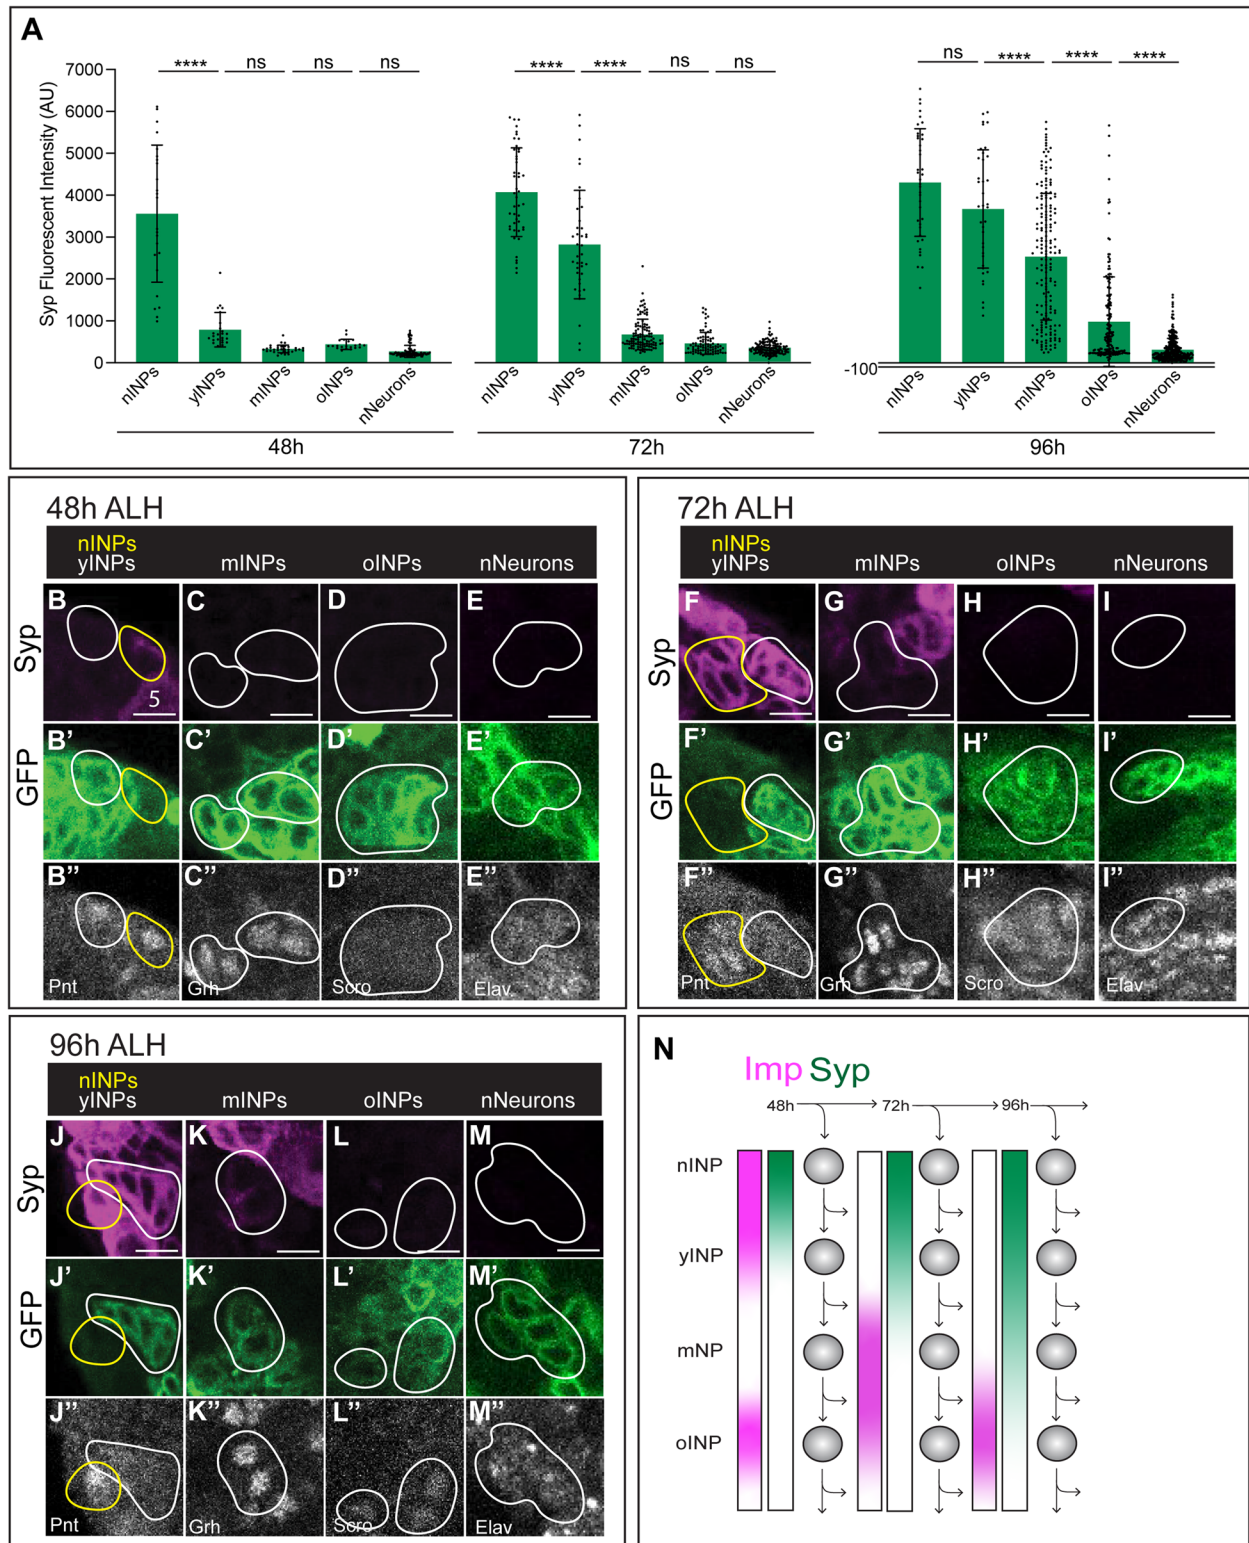 A
**** ns ns ns
**** **** ns ns
ns **** **** ****
Syp Fluorescent Intensity (AU)
7000
6000
5000
4000
3000
2000
1000
0
-100
nINPs yINPs mINPs oINPs nNeurons
nINPs yINPs mINPs oINPs nNeurons
nINPs yINPs mINPs oINPs nNeurons
48h 72h 96h
48h ALH
nINPs
yINPs mINPs oINPs nNeurons
Syp
B C D E
5
GFP
B' C' D' E'
B" C" D" E"
Pnt Grh Scro Elav
72h ALH
nINPs
yINPs mINPs oINPs nNeurons
Syp
F G H I
GFP
F' G' H' I'
F" G" H" I"
Pnt Grh Scro Elav
96h ALH
nINPs
yINPs mINPs oINPs nNeurons
Syp
J K L M
GFP
J' K' L' M'
J" K" L" M"
Pnt Grh Scro Elav
N
Imp Syp
48h 72h 96h
nINP
yINP
mNP
oINP